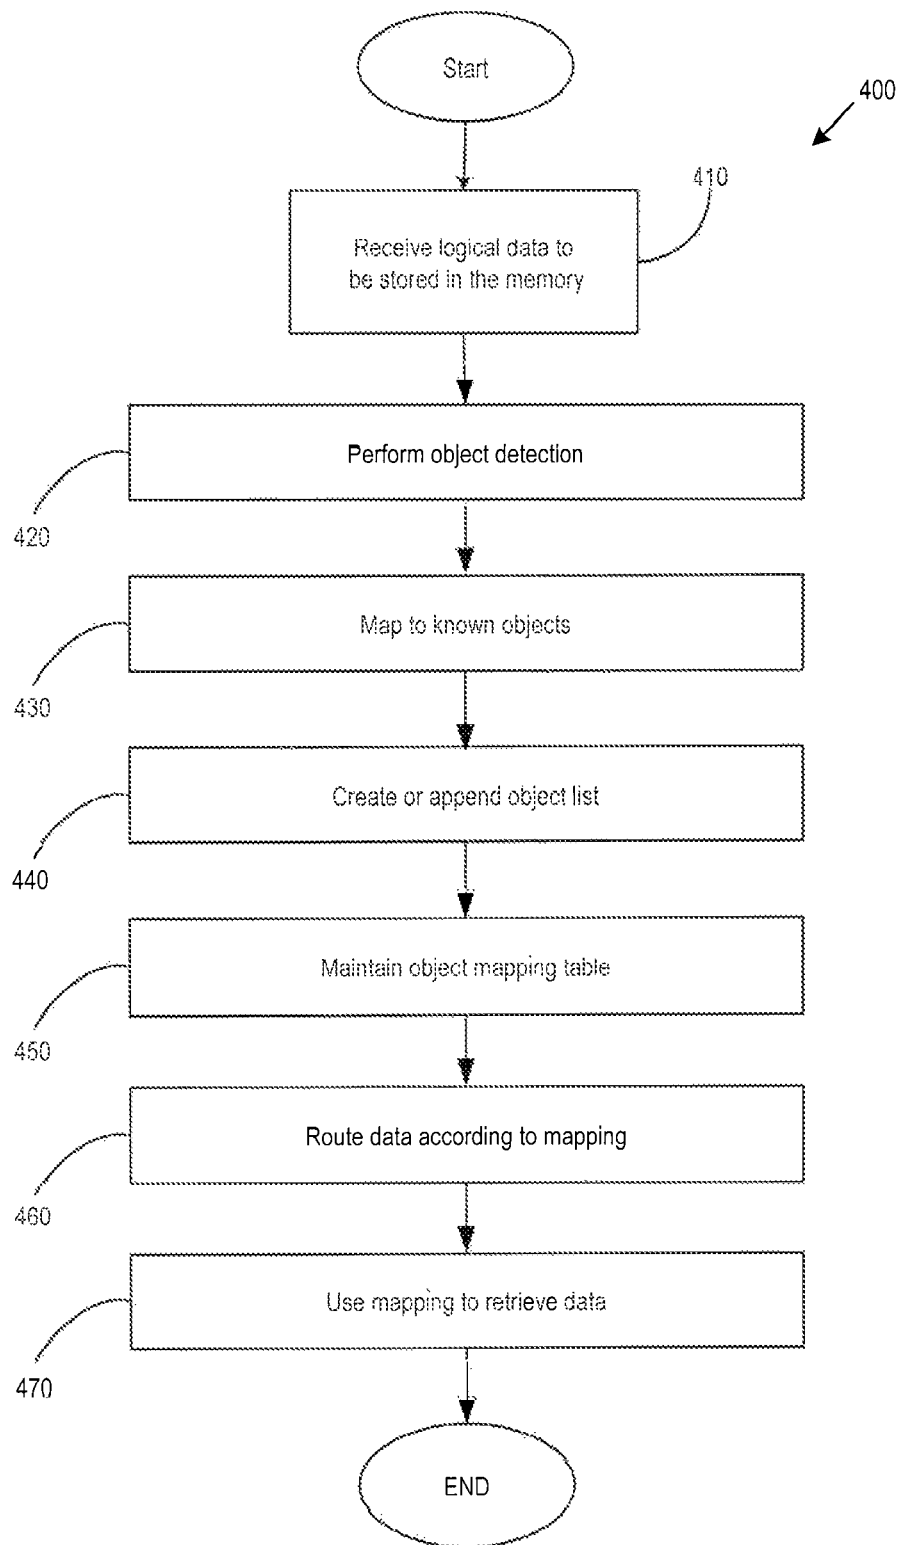 Start
400
410
Receive logical data to
be stored in the memory
Perform object detection
420
Map to known objects
430
Create or append object list
440
Maintain object mapping table
450
Route data according to mapping
460
Use mapping to retrieve data
470
END